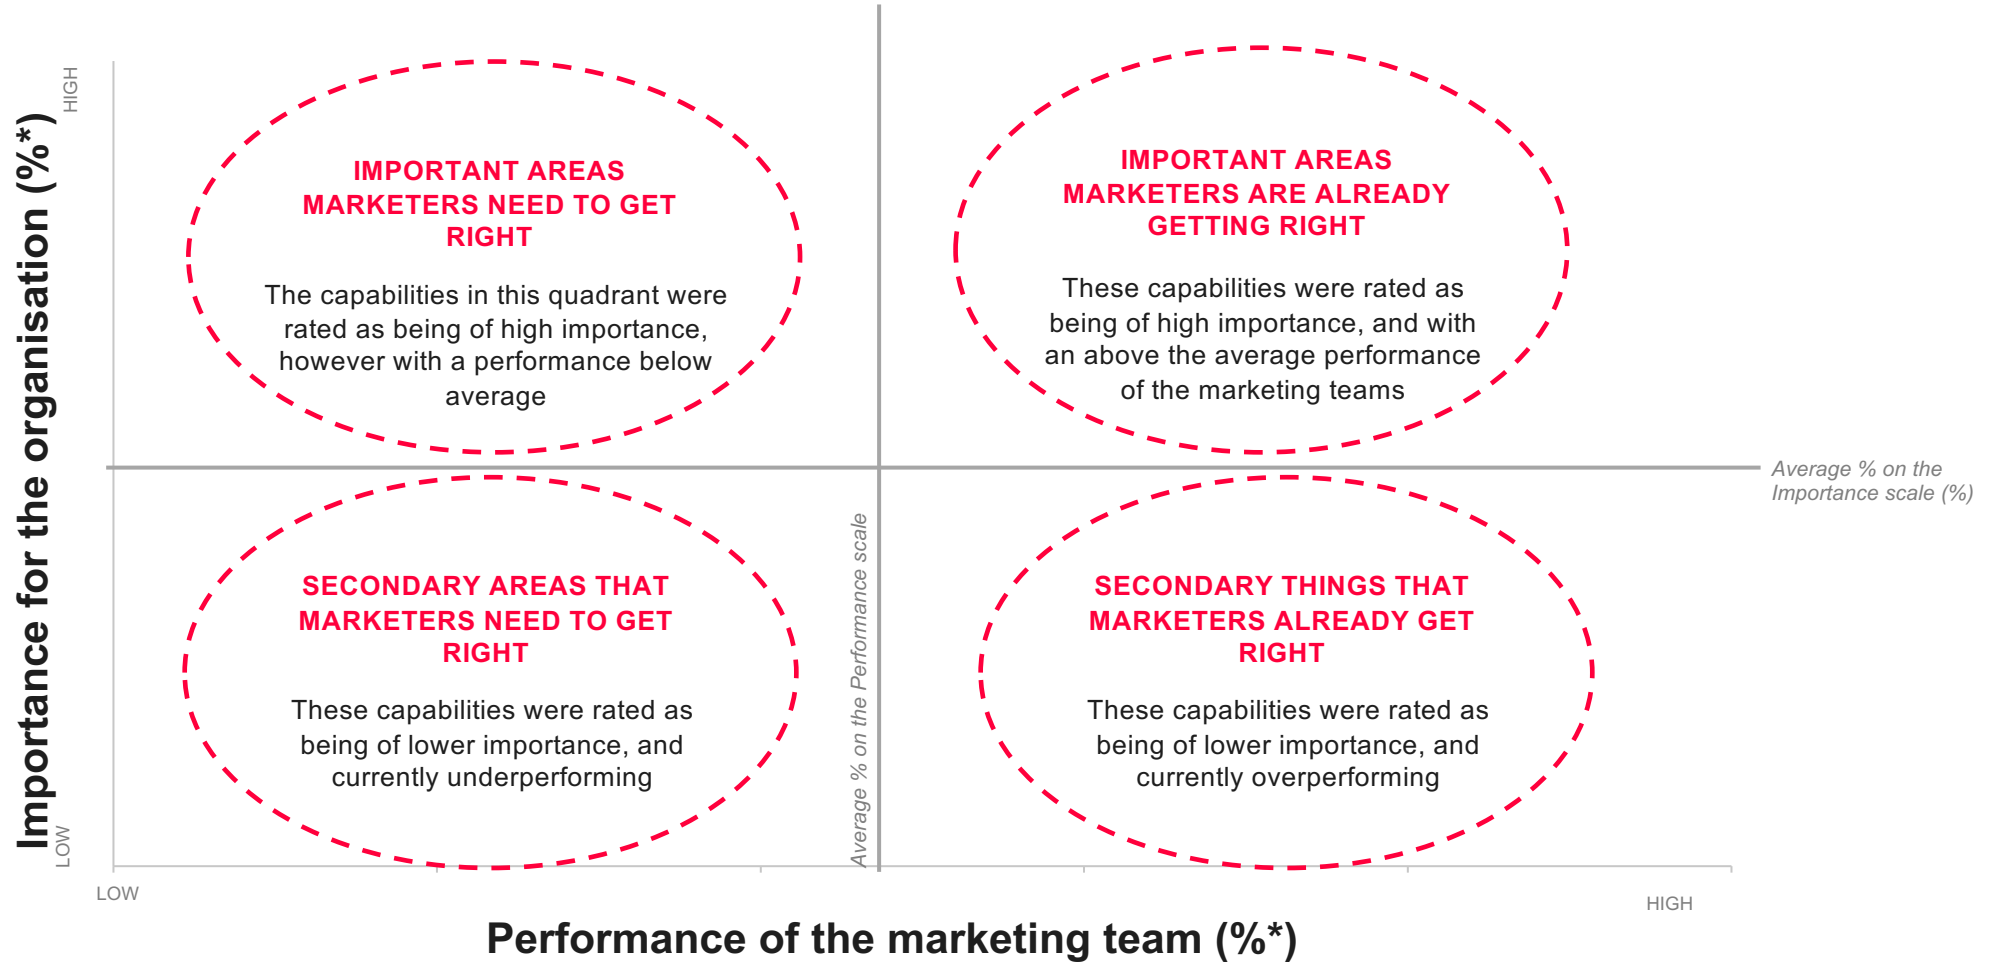 Importance for the organisation (%*)
HIGH
IMPORTANT AREAS
MARKETERS NEED TO GET
RIGHT
The capabilities in this quadrant were
rated as being of high importance,
however with a performance below
average
IMPORTANT AREAS
MARKETERS ARE ALREADY
GETTING RIGHT
These capabilities were rated as
being of high importance, and with
an above the average performance
of the marketing teams
Average % on the
Importance scale (%)
SECONDARY AREAS THAT
MARKETERS NEED TO GET
RIGHT
These capabilities were rated as
being of lower importance, and
currently underperforming
Average % on the Performance scale
SECONDARY THINGS THAT
MARKETERS ALREADY GET
RIGHT
These capabilities were rated as
being of lower importance, and
currently overperforming
LOW
LOW
HIGH
Performance of the marketing team (%*)